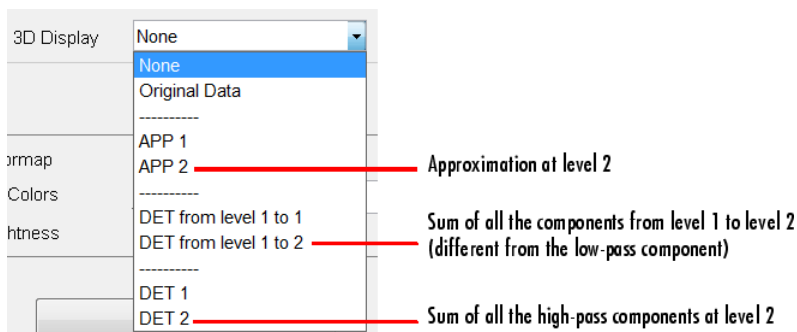 3D Display None
None
Original Data
----------
APP 1
APP 2 Approximation at level 2
ormap
----------
Colors
DET from level 1 to 1
DET from level 1 to 2 Sum of all the components from level 1 to level 2
(different from the low-pass component)
htness
----------
DET 1
DET 2 Sum of all the high-pass components at level 2